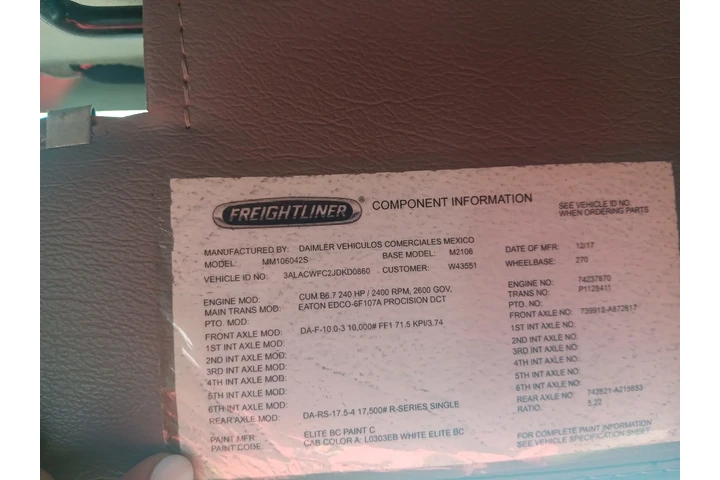 FREIGHTLINER® COMPONENT INFORMATION
SEE VEHICLE ID NO.
WHEN ORDERING PARTS
MANUFACTURED BY: DAIMLER VEHICULOS COMERCIALES MEXICO
MODEL: MM106042S BASE MODEL: M2106 DATE OF MFR: 12/17
VEHICLE ID NO: 3ALACWFC2JDKD0860 CUSTOMER: W43551 WHEELBASE: 270
ENGINE MOD: CUM B6.7 240 HP / 2400 RPM, 2600 GOV, ENGINE NO: 74237870
MAIN TRANS MOD: EATON EDCO-6F107A PROCISION DCT TRANS NO: P1128411
PTO. MOD: PTO. NO:
FRONT AXLE MOD: DA-F-10.0-3 10,000# FF1 71.5 KPI/3.74 FRONT AXLE NO:
1ST INT AXLE MOD: 1ST INT AXLE NO:
2ND INT AXLE MOD: 2ND INT AXLE NO:
3RD INT AXLE MOD: 3RD INT AXLE NO:
4TH INT AXLE MOD: 4TH INT AXLE NO:
5TH INT AXLE MOD: 5TH INT AXLE NO:
6TH INT AXLE MOD: 6TH INT AXLE NO:
REAR AXLE MOD: DA-RS-17.5-4 17,500# R-SERIES SINGLE REAR AXLE NO:
RATIO: 5.22
PAINT MFR: ELITE BC PAINT C
PAINT CODE: CAB COLOR A: L0303EB WHITE ELITE BC
FOR COMPLETE PAINT INFORMATION
SEE VEHICLE SPECIFICATION SHEET